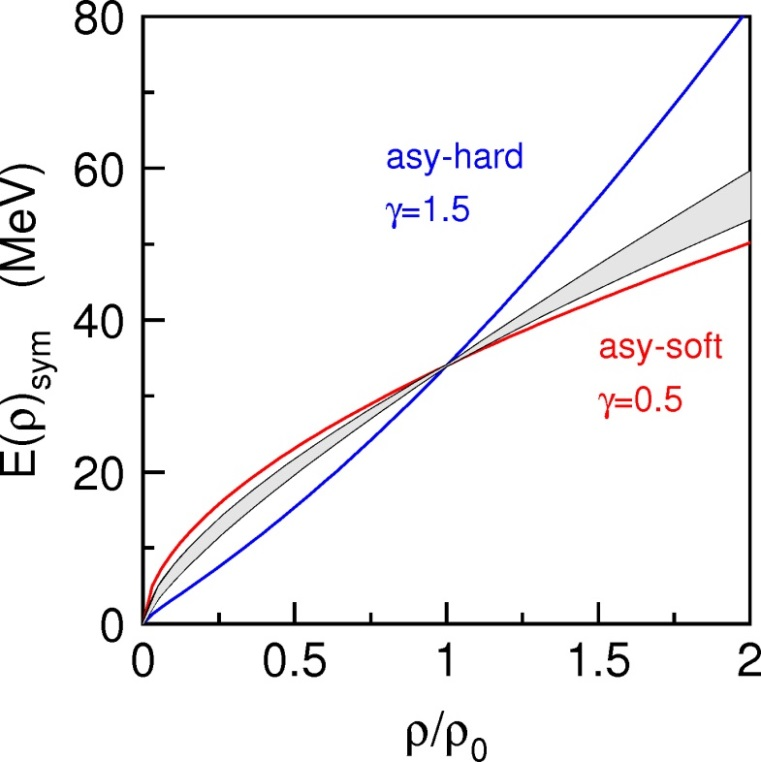 80
60
40
20
0
E(ρ)sym (MeV)
asy-hard
γ=1.5
asy-soft
γ=0.5
0 0.5 1 1.5 2
ρ/ρ0